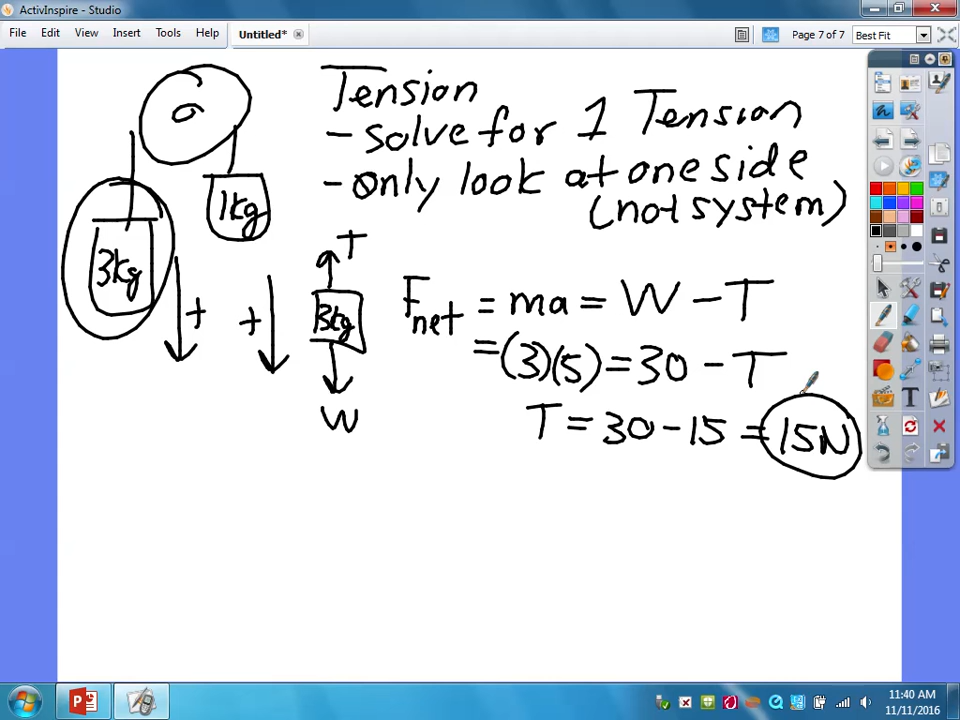 ActivInspire - Studio
File Edit View Insert Tools Help Untitled* Page 7 of 7 Best Fit
Tension
- solve for 1 Tension
- only look at one side
(not system)
1kg
3kg
+
+
T
3kg
W
Fnet = ma = W - T
= (3)(5) = 30 - T
T = 30 - 15 = 15N
11:40 AM
11/11/2016